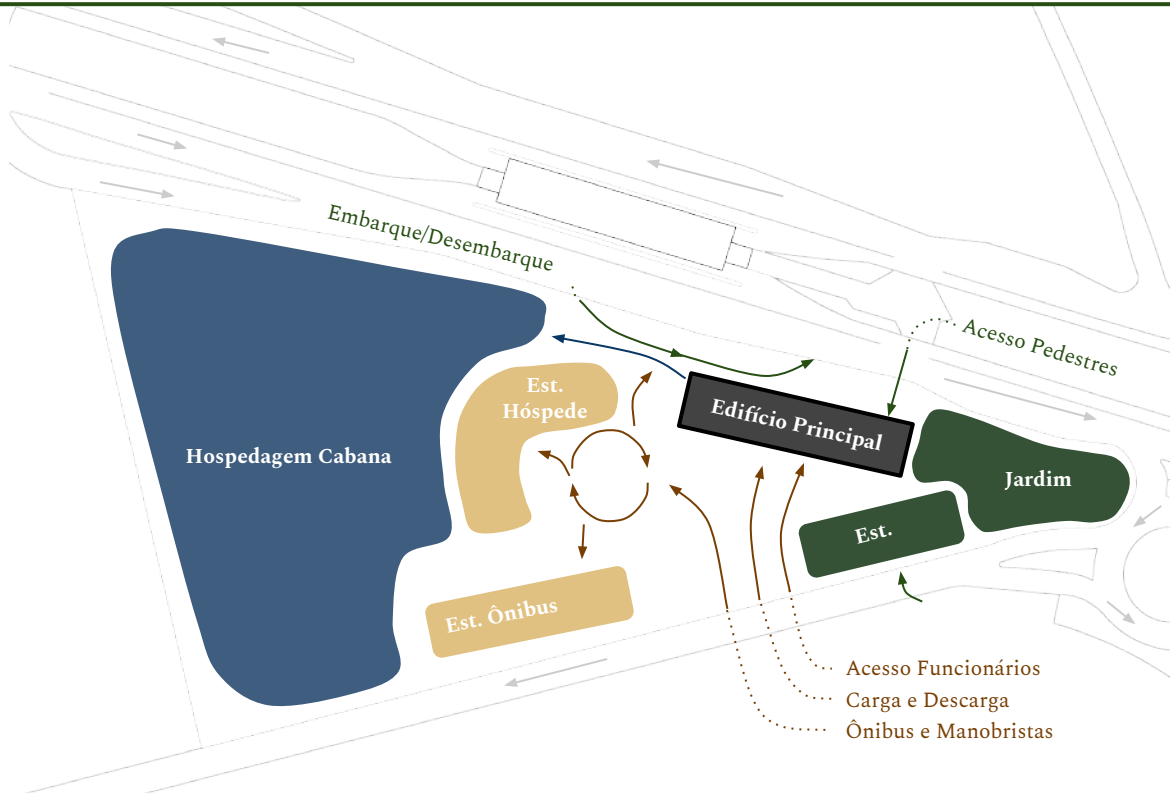 Embarque/Desembarque
Acesso Pedestres
Est.
Hóspede
Edifício Principal
Hospedagem Cabana
Jardim
Est.
Est. Ônibus
Acesso Funcionários
Carga e Descarga
Ônibus e Manobristas